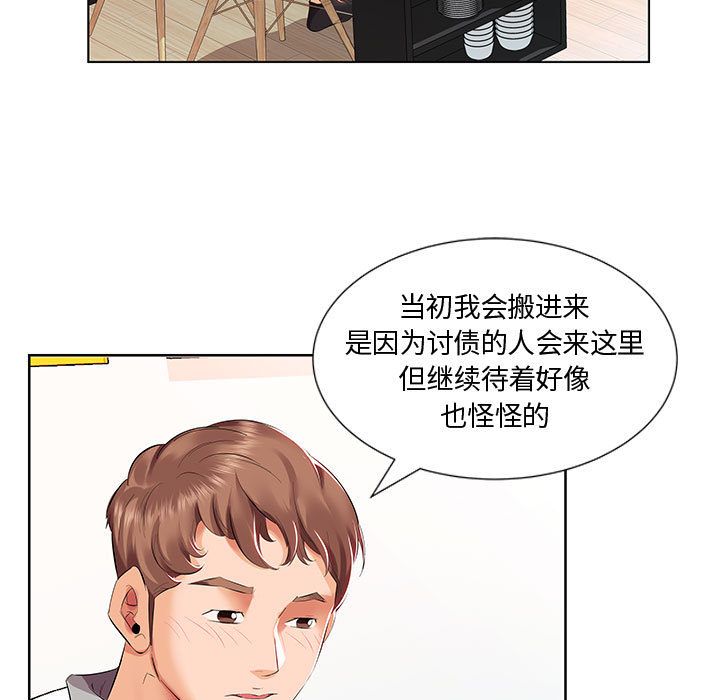 当初我会搬进来
是因为讨债的人会来这里
但继续待着好像
也怪怪的